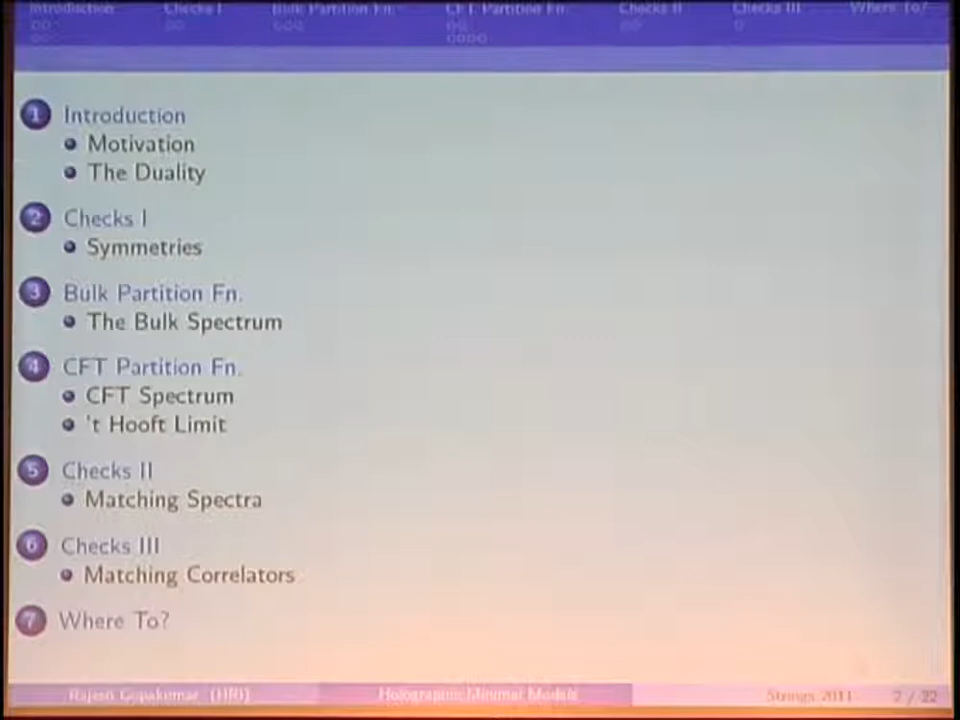 Introduction Checks I Bulk Partition Fn. CFT Partition Fn. Checks II Checks III Where To?
1 Introduction
Motivation
The Duality
2 Checks I
Symmetries
3 Bulk Partition Fn.
The Bulk Spectrum
4 CFT Partition Fn.
CFT Spectrum
't Hooft Limit
5 Checks II
Matching Spectra
6 Checks III
Matching Correlators
7 Where To?
Rajesh Gopakumar (HRI) Holographic Minimal Models Strings 2011 2 / 22